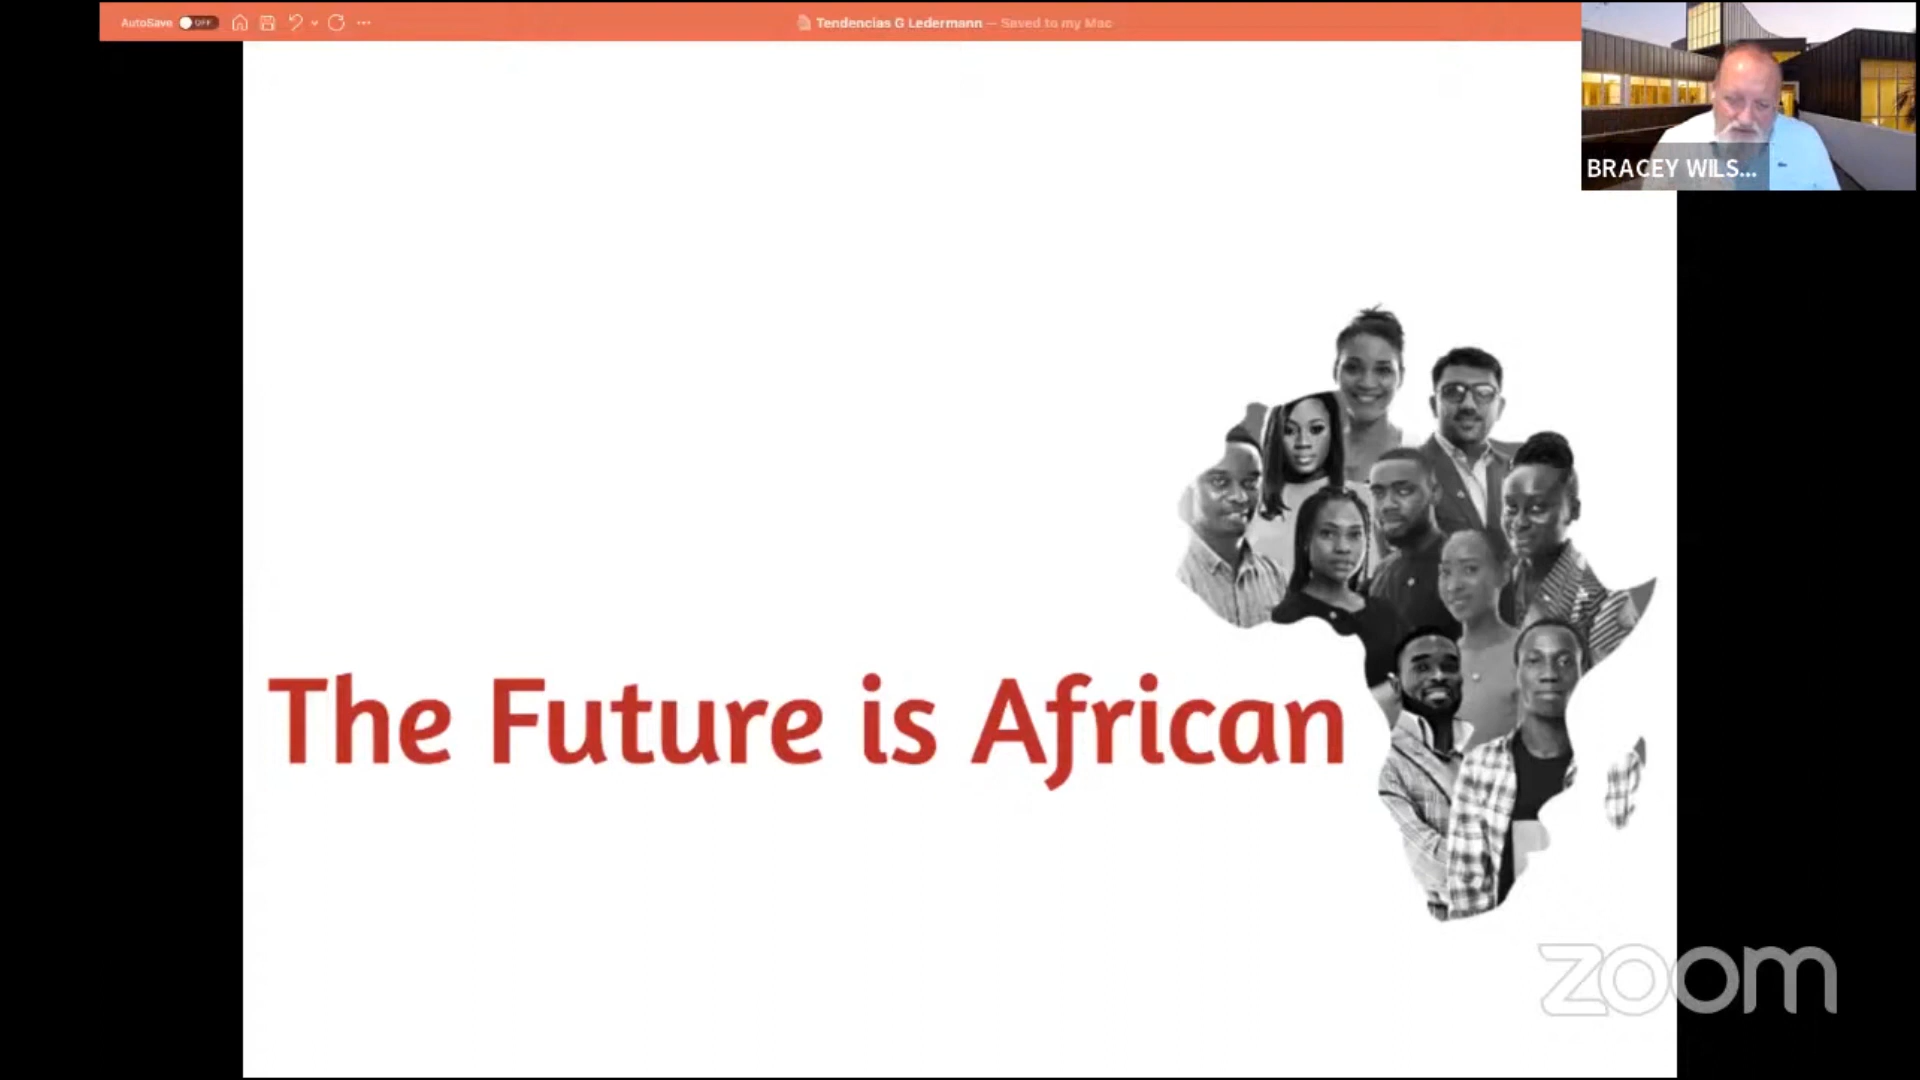 AutoSave OFF
Tendencias G Ledermann — Saved to my Mac
BRACEY WILS...
The Future is African
zoom